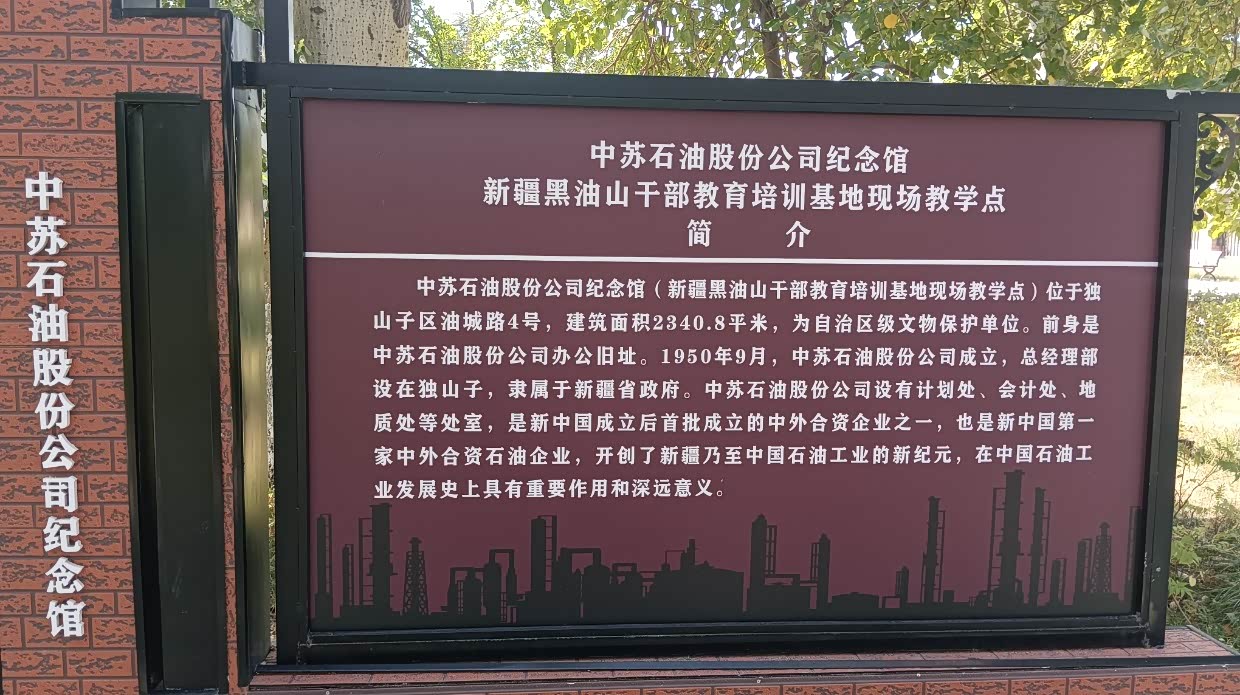 中苏石油股份公司纪念馆
中苏石油股份公司纪念馆
新疆黑油山干部教育培训基地现场教学点
简 介
中苏石油股份公司纪念馆（新疆黑油山干部教育培训基地现场教学点）位于独
山子区油城路4号，建筑面积2340.8平米，为自治区级文物保护单位。前身是
中苏石油股份公司办公旧址。1950年9月，中苏石油股份公司成立，总经理部
设在独山子，隶属于新疆省政府。中苏石油股份公司设有计划处、会计处、地
质处等处室，是新中国成立后首批成立的中外合资企业之一，也是新中国第一
家中外合资石油企业，开创了新疆乃至中国石油工业的新纪元，在中国石油工
业发展史上具有重要作用和深远意义。